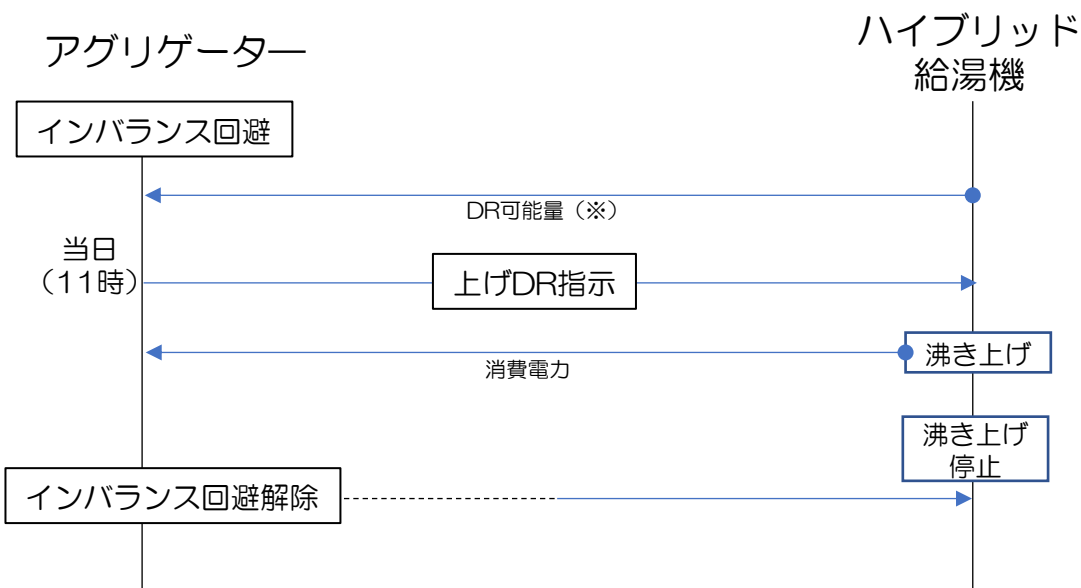 アグリゲーター
ハイブリッド
給湯機
インバランス回避
DR可能量（※）
当日
（11時）
上げDR指示
沸き上げ
消費電力
沸き上げ
停止
インバランス回避解除